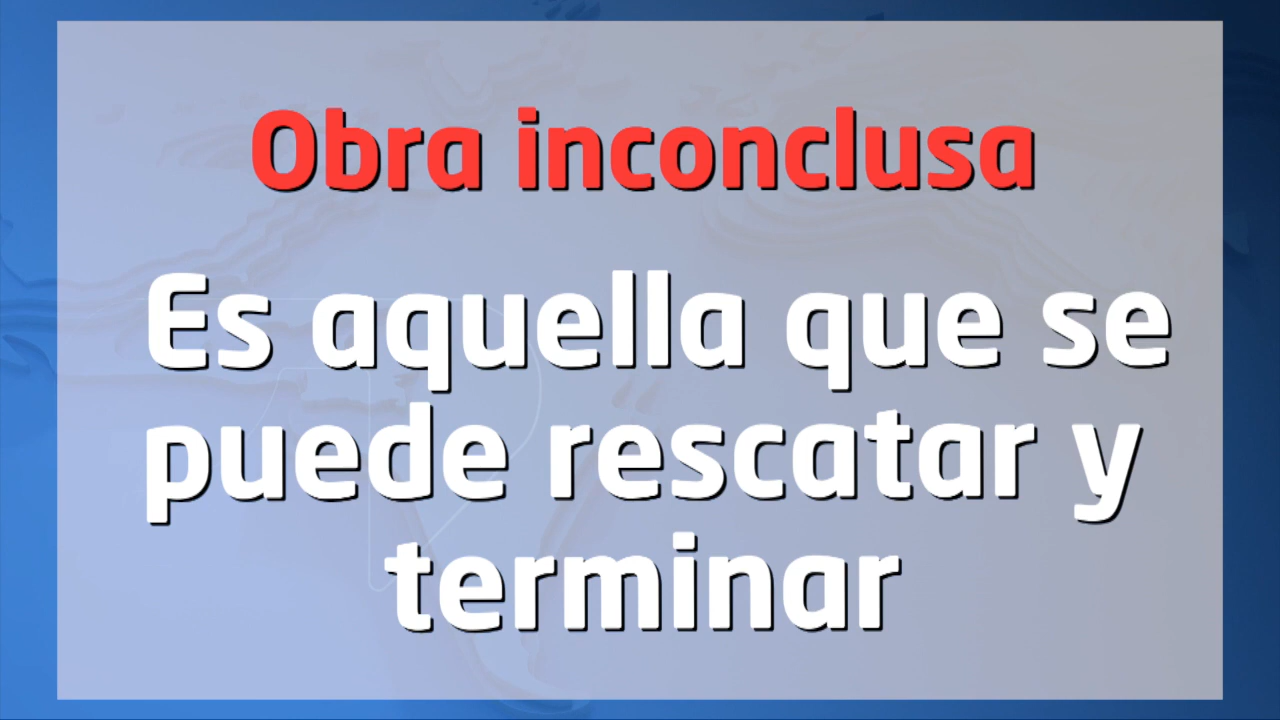 Obra inconclusa
Es aquella que se
puede rescatar y
terminar